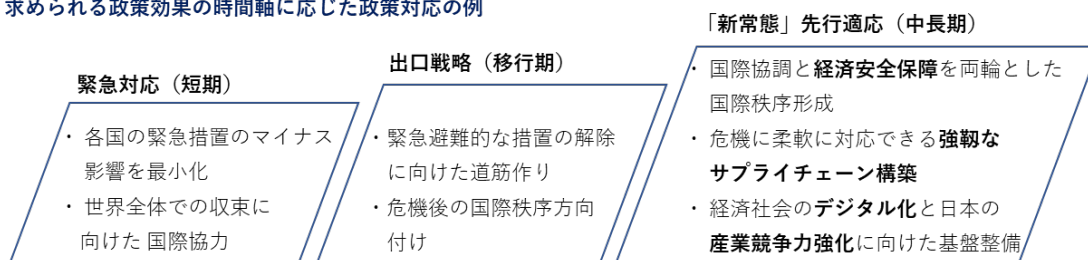 求められる政策効果の時間軸に応じた政策対応の例
緊急対応（短期）
・ 各国の緊急措置のマイナス
影響を最小化
・ 世界全体での収束に
向けた 国際協力
出口戦略（移行期）
・緊急避難的な措置の解除
に向けた道筋作り
・危機後の国際秩序方向
付け
「新常態」先行適応（中長期）
・ 国際協調と経済安全保障を両輪とした
国際秩序形成
・ 危機に柔軟に対応できる強靱な
サプライチェーン構築
・ 経済社会のデジタル化と日本の
産業競争力強化に向けた基盤整備